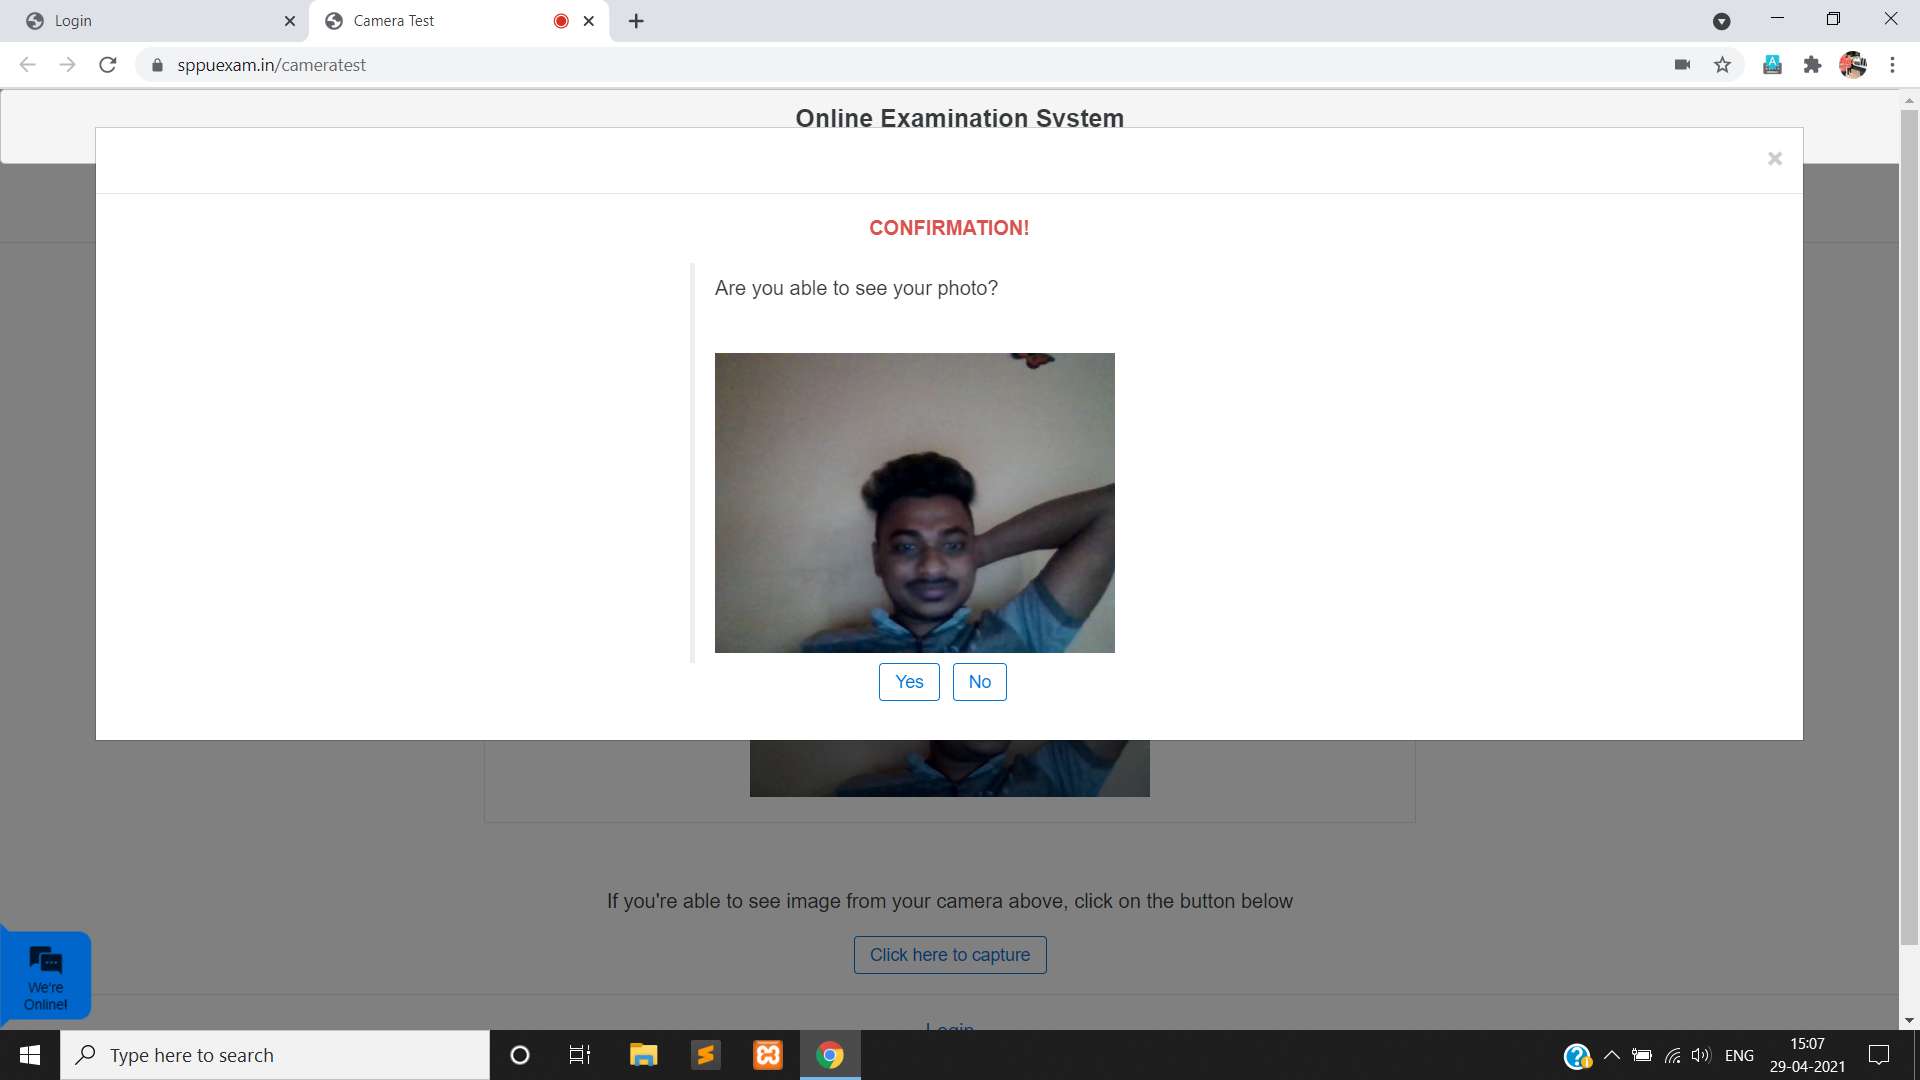 Login
Camera Test
sppuexam.in/cameratest
Online Examination System
CONFIRMATION!
Are you able to see your photo?
Yes
No
If you're able to see image from your camera above, click on the button below
Click here to capture
We're
Online!
Login
Type here to search
ENG
15:07
29-04-2021